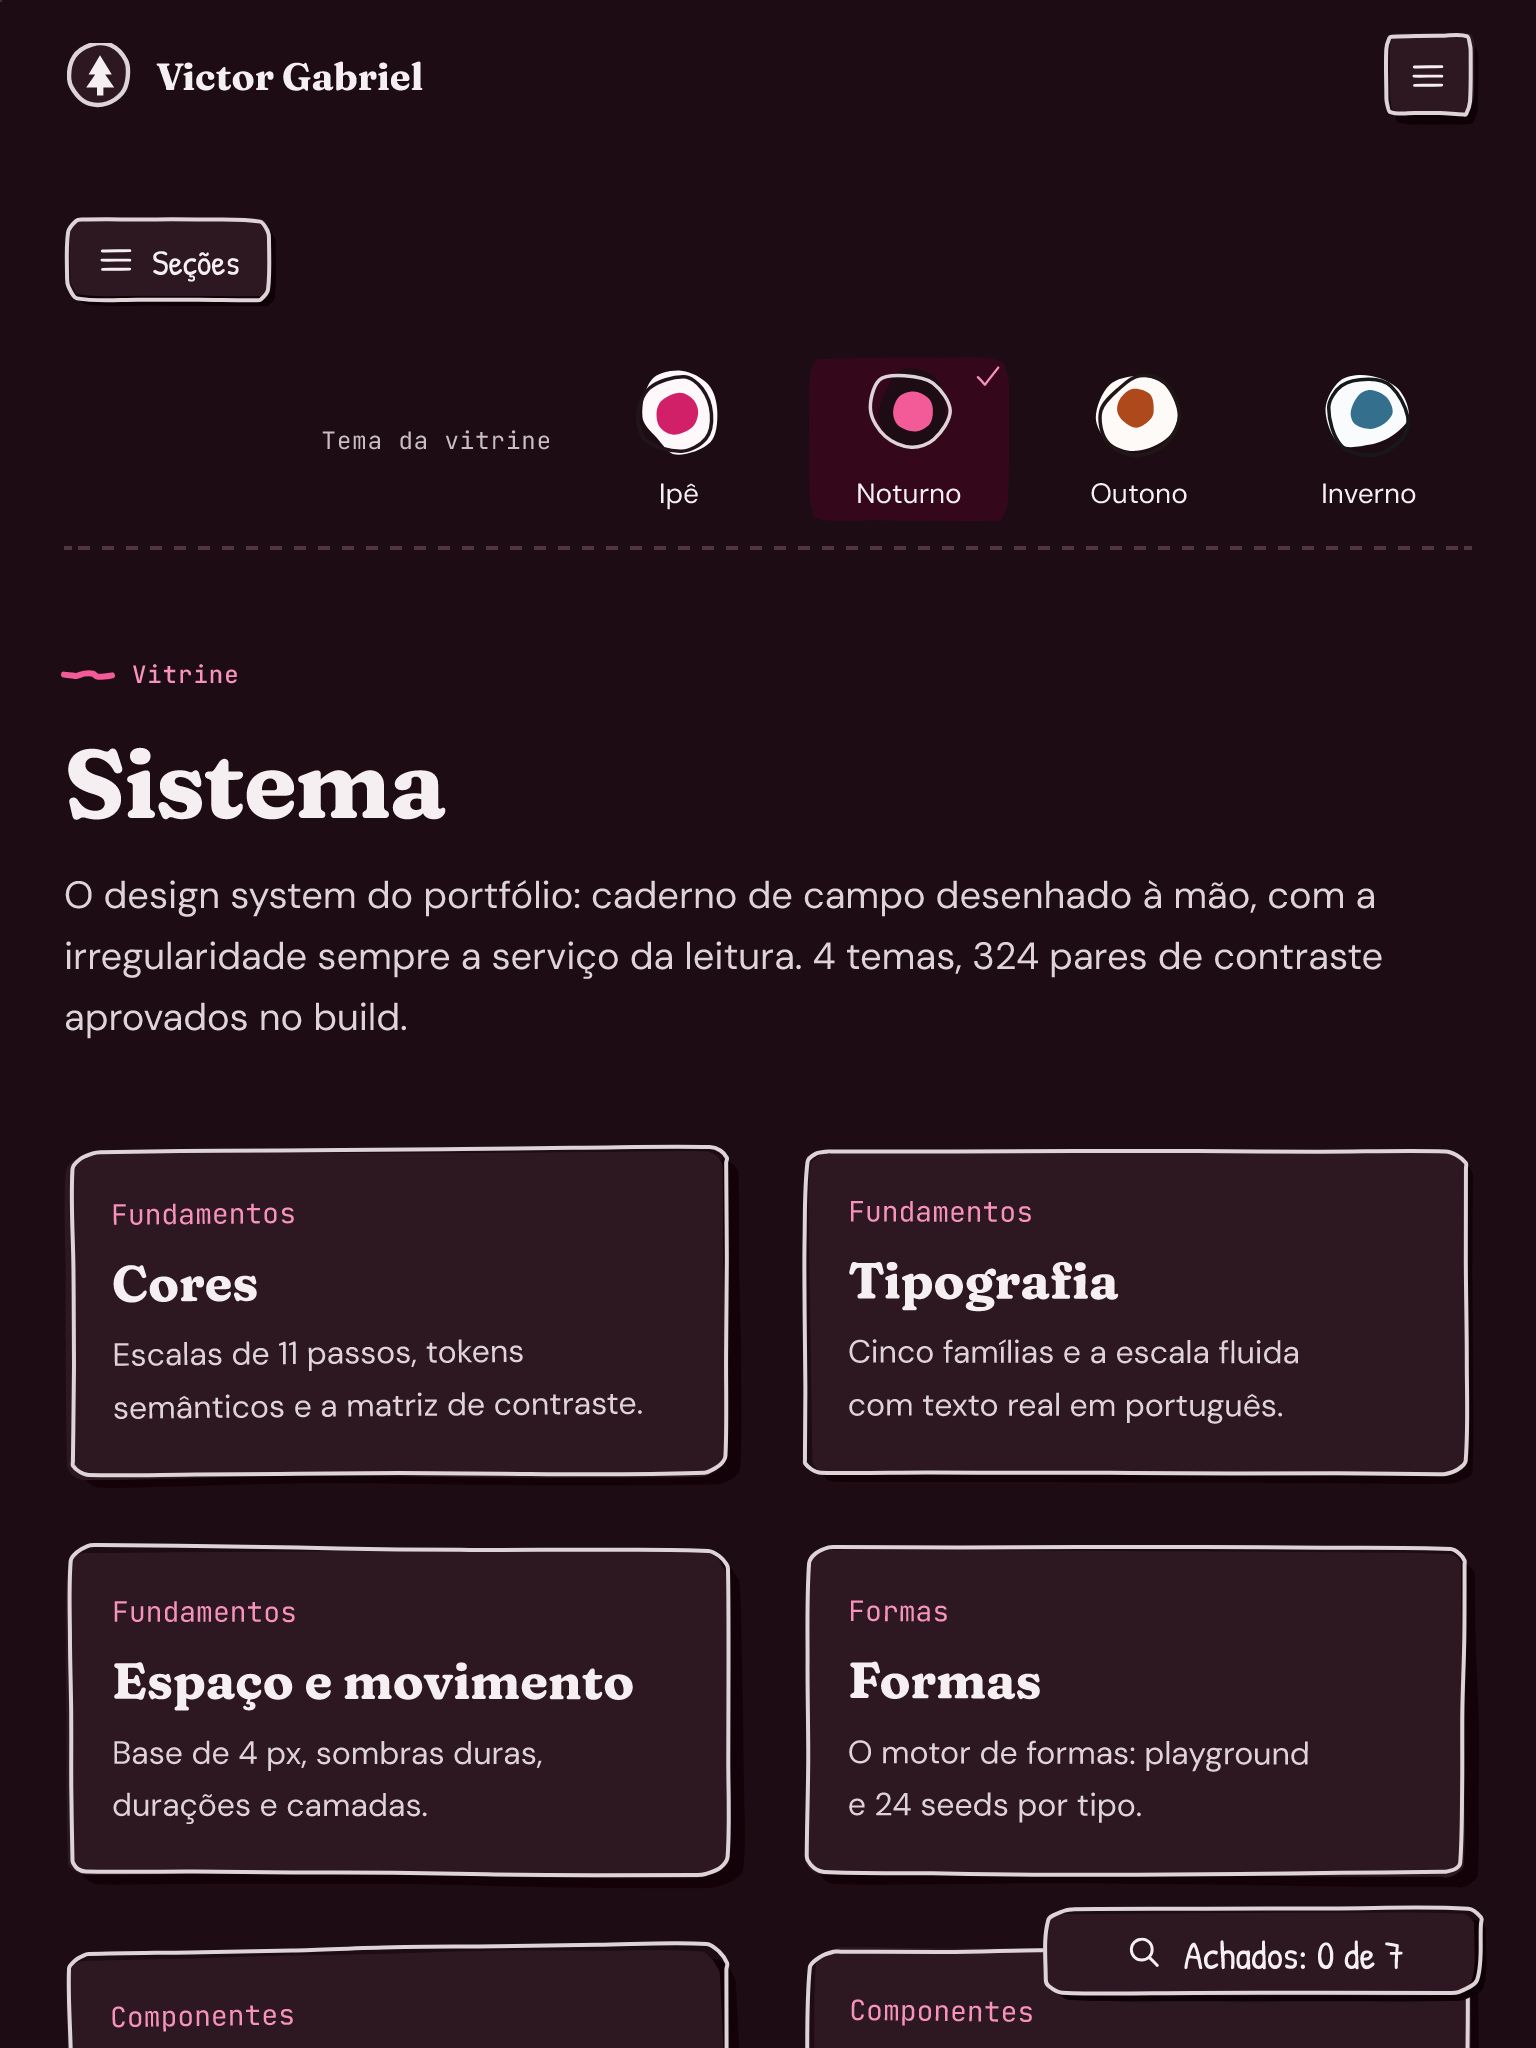 Victor Gabriel
Seções
Tema da vitrine
Ipê
Noturno
Outono
Inverno
Vitrine
Sistema
O design system do portfólio: caderno de campo desenhado à mão, com a
irregularidade sempre a serviço da leitura. 4 temas, 324 pares de contraste
aprovados no build.
Fundamentos
Cores
Escalas de 11 passos, tokens
semânticos e a matriz de contraste.
Fundamentos
Tipografia
Cinco famílias e a escala fluida
com texto real em português.
Fundamentos
Espaço e movimento
Base de 4 px, sombras duras,
durações e camadas.
Formas
Formas
O motor de formas: playground
e 24 seeds por tipo.
Achados: 0 de 7
Componentes
Componentes